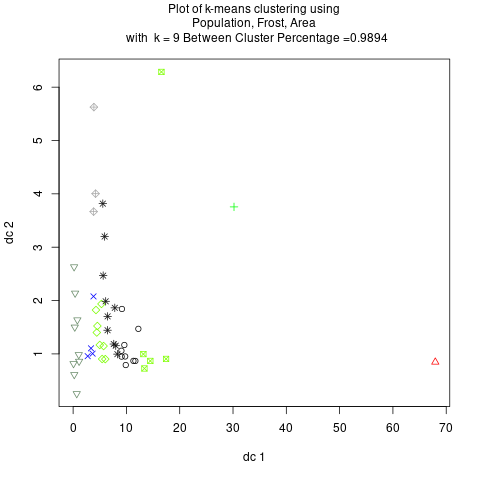 Plot of k-means clustering using
Population, Frost, Area
with k = 9 Between Cluster Percentage =0.9894
dc 2
6
5
4
3
2
1
0 10 20 30 40 50 60 70
dc 1